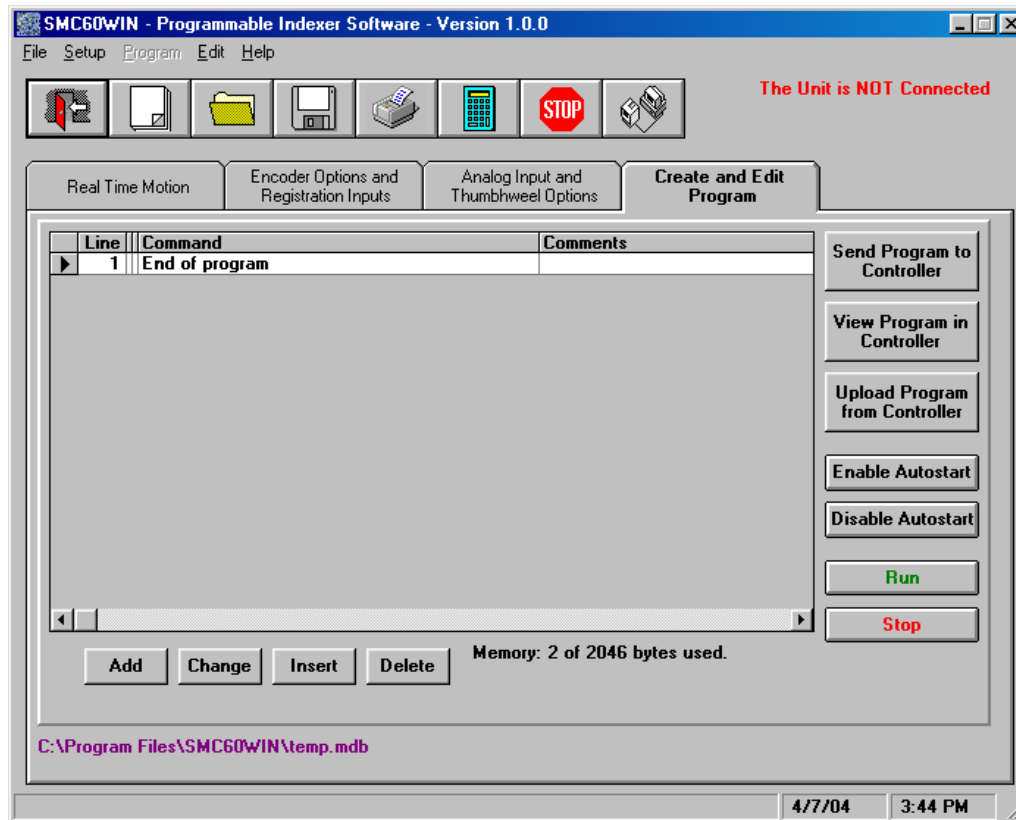 SMC60WIN - Programmable Indexer Software - Version 1.0.0
File Setup Program Edit Help
STOP
The Unit is NOT Connected
Real Time Motion
Encoder Options and
Registration Inputs
Analog Input and
Thumbhweel Options
Create and Edit
Program
Line Command Comments
1 End of program
Send Program to
Controller
View Program in
Controller
Upload Program
from Controller
Enable Autostart
Disable Autostart
Run
Stop
Add Change Insert Delete
Memory: 2 of 2046 bytes used.
C:\Program Files\SMC60WIN\temp.mdb
4/7/04 3:44 PM